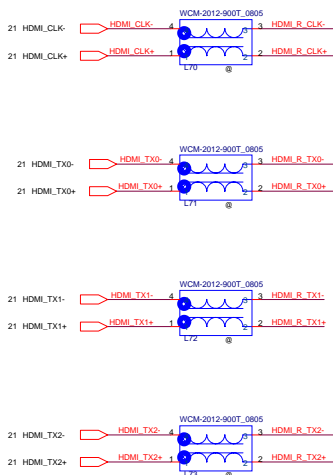 WCM-2012-900T_0805
21 HDMI_CLK- HDMI_CLK- 4 3 HDMI_R_CLK-
21 HDMI_CLK+ HDMI_CLK+ 1 2 HDMI_R_CLK+
L70 @
WCM-2012-900T_0805
21 HDMI_TX0- HDMI_TX0- 4 3 HDMI_R_TX0-
21 HDMI_TX0+ HDMI_TX0+ 1 2 HDMI_R_TX0+
L71 @
WCM-2012-900T_0805
21 HDMI_TX1- HDMI_TX1- 4 3 HDMI_R_TX1-
21 HDMI_TX1+ HDMI_TX1+ 1 2 HDMI_R_TX1+
L72 @
WCM-2012-900T_0805
21 HDMI_TX2- HDMI_TX2- 4 3 HDMI_R_TX2-
21 HDMI_TX2+ HDMI_TX2+ 1 2 HDMI_R_TX2+
L73 @